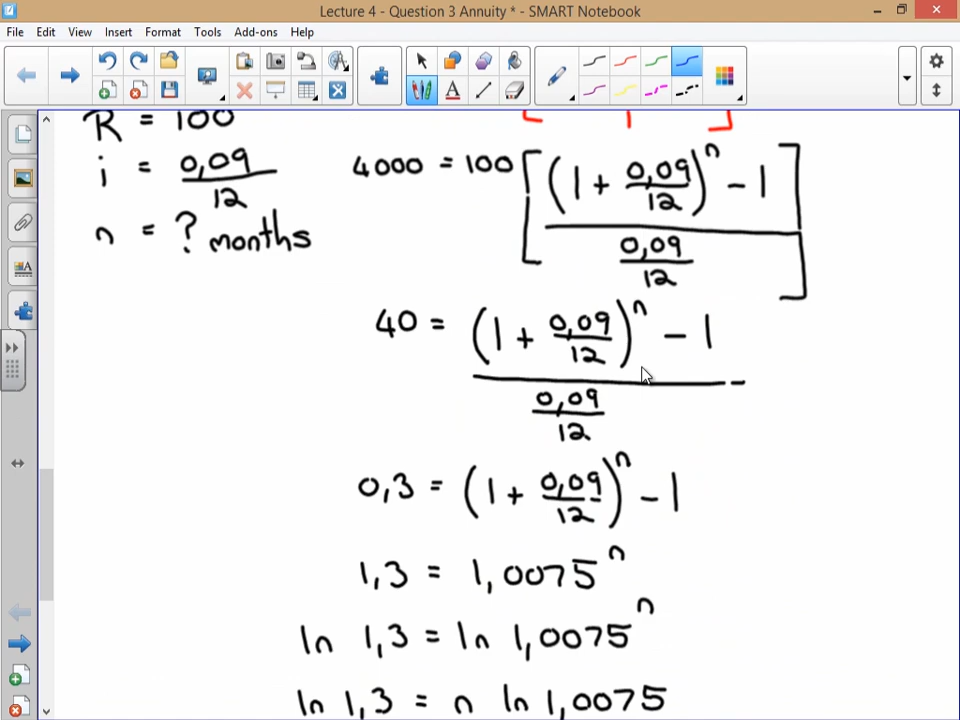 Lecture 4 - Question 3 Annuity * - SMART Notebook
File Edit View Insert Format Tools Add-ons Help
R = 100
i = 0,09/12
n = ? months
4000 = 100 [((1 + 0,09/12)^n - 1) / (0,09/12)]
40 = ((1 + 0,09/12)^n - 1) / (0,09/12)
0,3 = (1 + 0,09/12)^n - 1
1,3 = 1,0075^n
ln 1,3 = ln 1,0075^n
ln 1,3 = n ln 1,0075